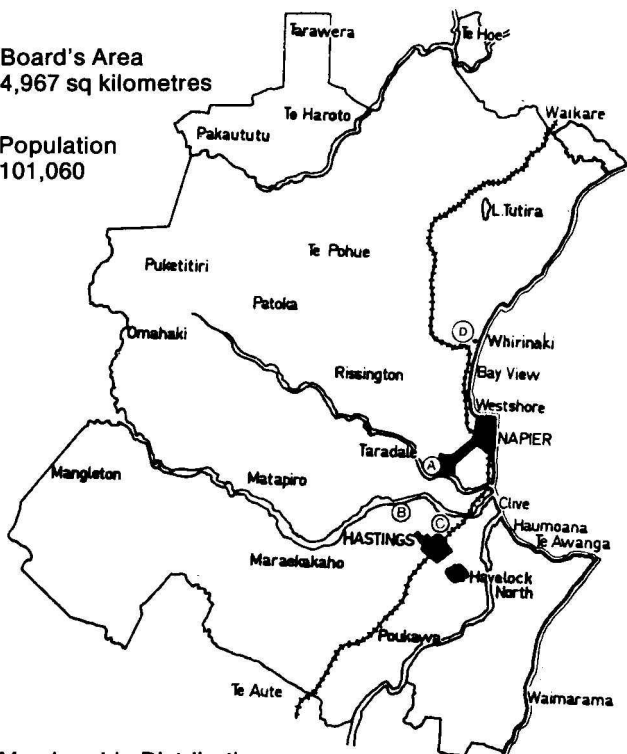 Tarawera
Te Hoe
Board's Area
4,967 sq kilometres
Te Haroto
Waikare
Pakaututu
Population
101,060
L.Tutira
Te Pohue
Puketitiri
Patoka
Omahaki
D
Whirinaki
Rissington
Bay View
Westshore
NAPIER
Taradale
A
Mangleton
Matapiro
Clive
B
C
Haumoana
HASTINGS
Te Awanga
Maraekakaho
Havelock
North
Poukawa
Te Aute
Waimarama